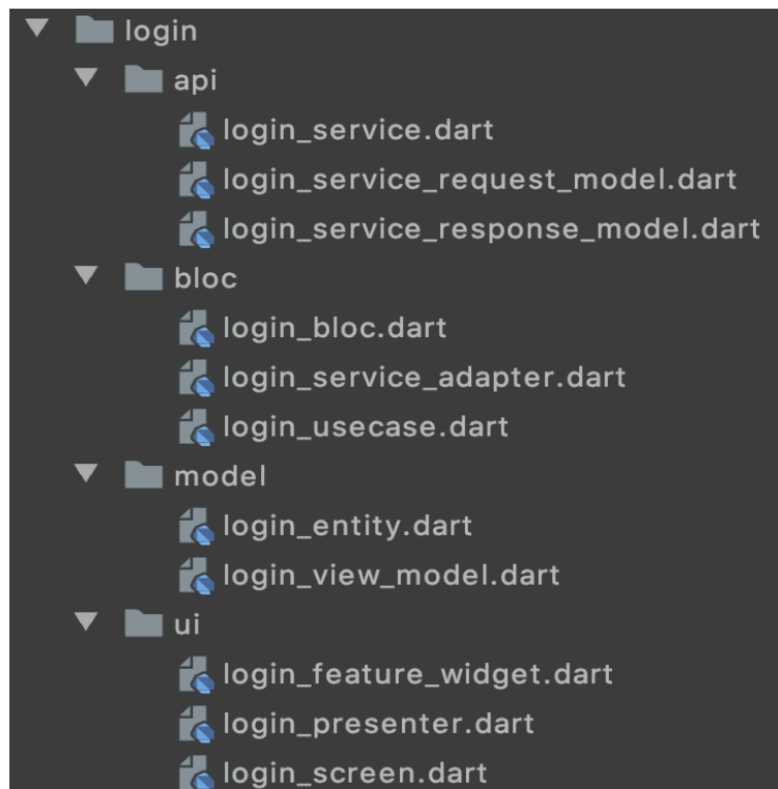 login
api
login_service.dart
login_service_request_model.dart
login_service_response_model.dart
bloc
login_bloc.dart
login_service_adapter.dart
login_usecase.dart
model
login_entity.dart
login_view_model.dart
ui
login_feature_widget.dart
login_presenter.dart
login_screen.dart